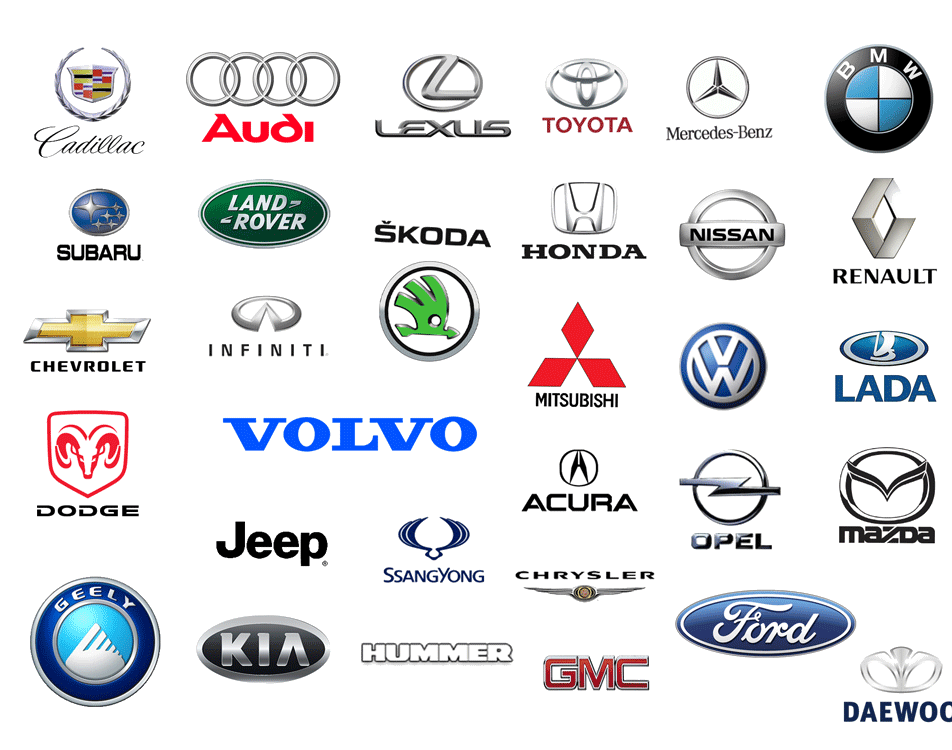 Cadillac
Audi
LEXUS
TOYOTA
Mercedes-Benz
BMW
SUBARU
LAND-
-ROVER
ŠKODA
HONDA
NISSAN
RENAULT
CHEVROLET
INFINITI
MITSUBISHI
VW
LADA
DODGE
VOLVO
ACURA
OPEL
mazda
Jeep®
SSANGYONG
CHRYSLER
GEELY
KIA
HUMMER
GMC
Ford
DAEWOO